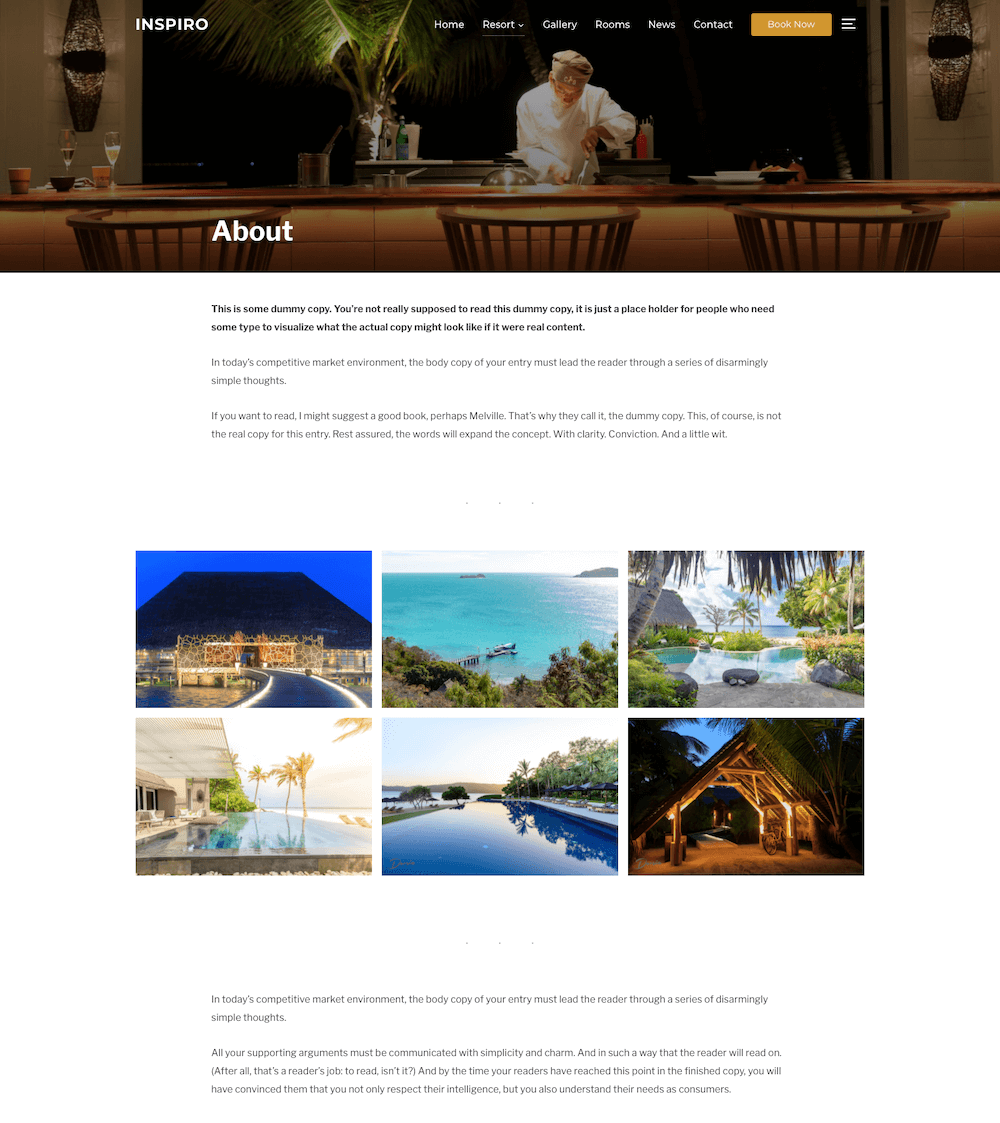 INSPIRO
Home Resort Gallery Rooms News Contact Book Now
About
This is some dummy copy. You're not really supposed to read this dummy copy, it is just a place holder for people who need
some type to visualize what the actual copy might look like if it were real content.
In today's competitive market environment, the body copy of your entry must lead the reader through a series of disarmingly
simple thoughts.
If you want to read, I might suggest a good book, perhaps Melville. That's why they call it, the dummy copy. This, of course, is not
the real copy for this entry. Rest assured, the words will expand the concept. With clarity. Conviction. And a little wit.
. . .
. . .
In today's competitive market environment, the body copy of your entry must lead the reader through a series of disarmingly
simple thoughts.
All your supporting arguments must be communicated with simplicity and charm. And in such a way that the reader will read on.
(After all, that's a reader's job: to read, isn't it?) And by the time your readers have reached this point in the finished copy, you will
have convinced them that you not only respect their intelligence, but you also understand their needs as consumers.